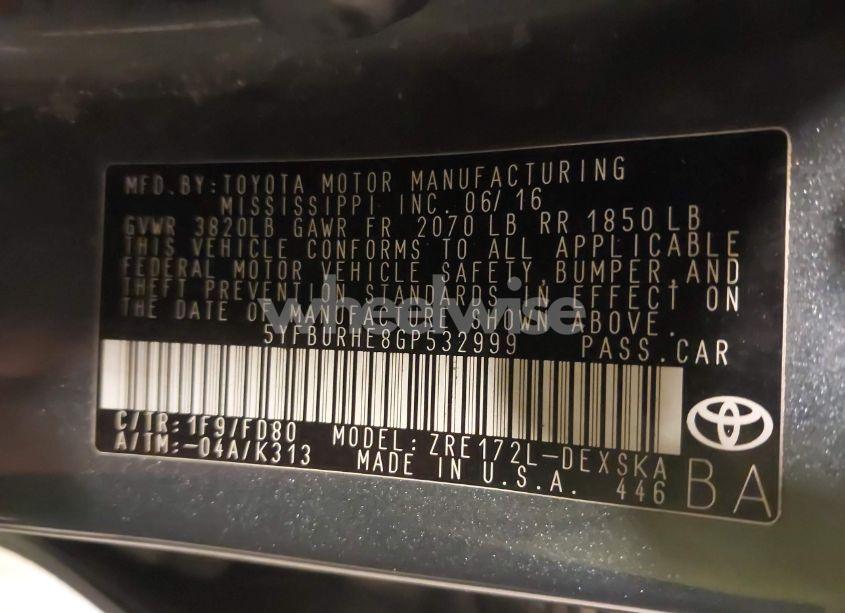 MFD. BY: TOYOTA MOTOR MANUFACTURING
MISSISSIPPI INC. 06/16
GVWR 3820LB GAWR FR 2070 LB RR 1850 LB
THIS VEHICLE CONFORMS TO ALL APPLICABLE
FEDERAL MOTOR VEHICLE SAFETY, BUMPER, AND
THEFT PREVENTION STANDARDS IN EFFECT ON
THE DATE OF MANUFACTURE SHOWN ABOVE.
wheelwise
5YFBURHE8GP532999 PASS. CAR
C/TR: 1F9/FD80 MODEL: ZRE172L-DEXSKA
A/TM: -04A/K313 MADE IN U.S.A. 446
BA